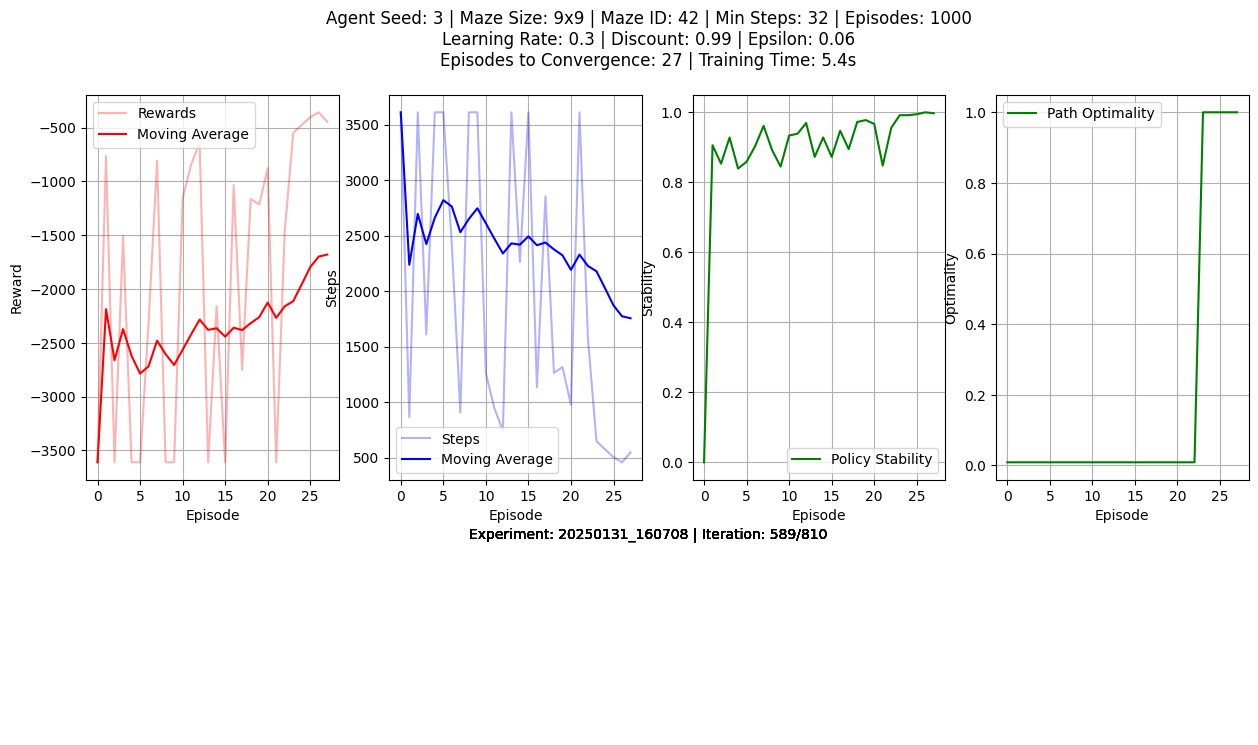 Agent Seed: 3 | Maze Size: 9x9 | Maze ID: 42 | Min Steps: 32 | Episodes: 1000
Learning Rate: 0.3 | Discount: 0.99 | Epsilon: 0.06
Episodes to Convergence: 27 | Training Time: 5.4s
Reward
−500
−1000
−1500
−2000
−2500
−3000
−3500
Rewards
Moving Average
0 5 10 15 20 25
Episode
Steps
3500
3000
2500
2000
1500
1000
500
Steps
Moving Average
0 5 10 15 20 25
Episode
Stability
1.0
0.8
0.6
0.4
0.2
0.0
Policy Stability
0 5 10 15 20 25
Episode
Optimality
1.0
0.8
0.6
0.4
0.2
0.0
Path Optimality
0 5 10 15 20 25
Episode
Experiment: 20250131_160708 | Iteration: 589/810